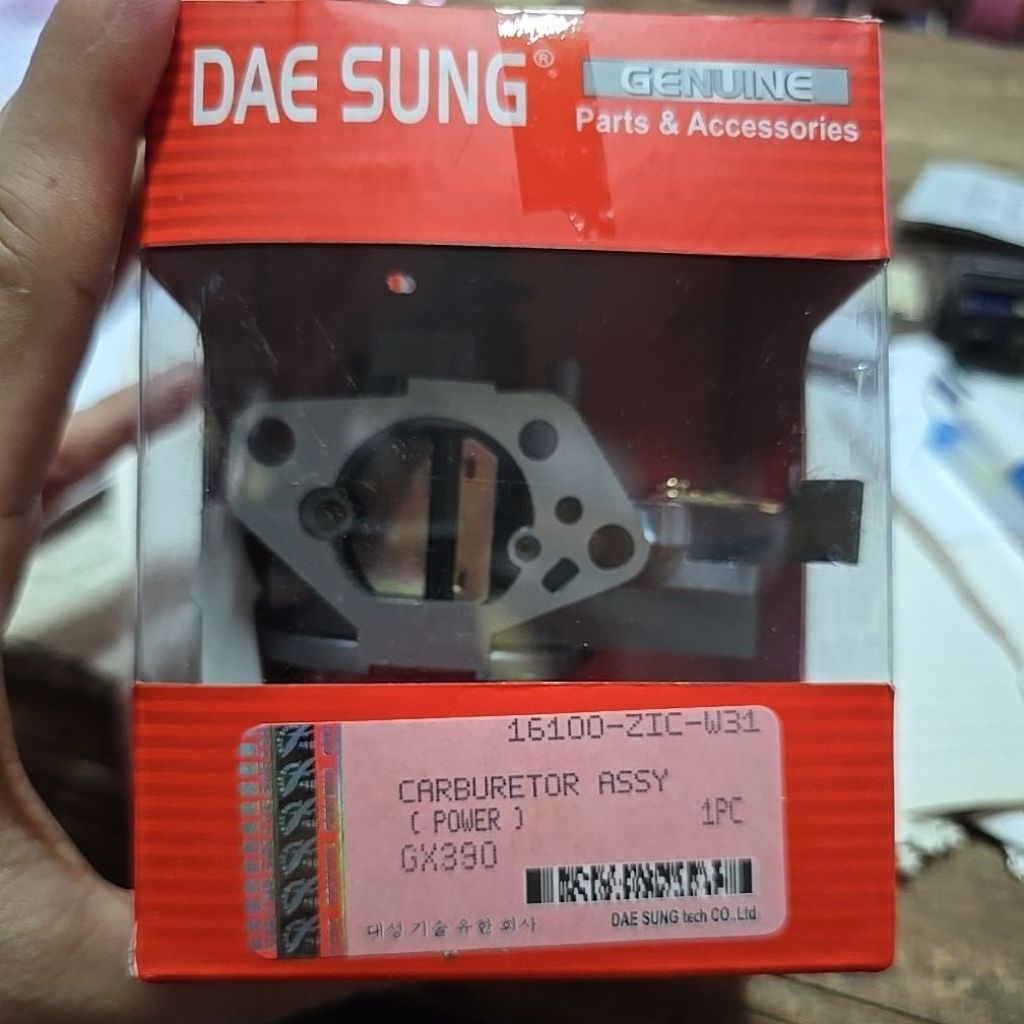 DAE SUNG®
GENUINE
Parts & Accessories
16100-ZIC-W31
CARBURETOR ASSY
( POWER )
1PC
GX390
대성기술유한회사
DAE SUNG tech CO.,Ltd